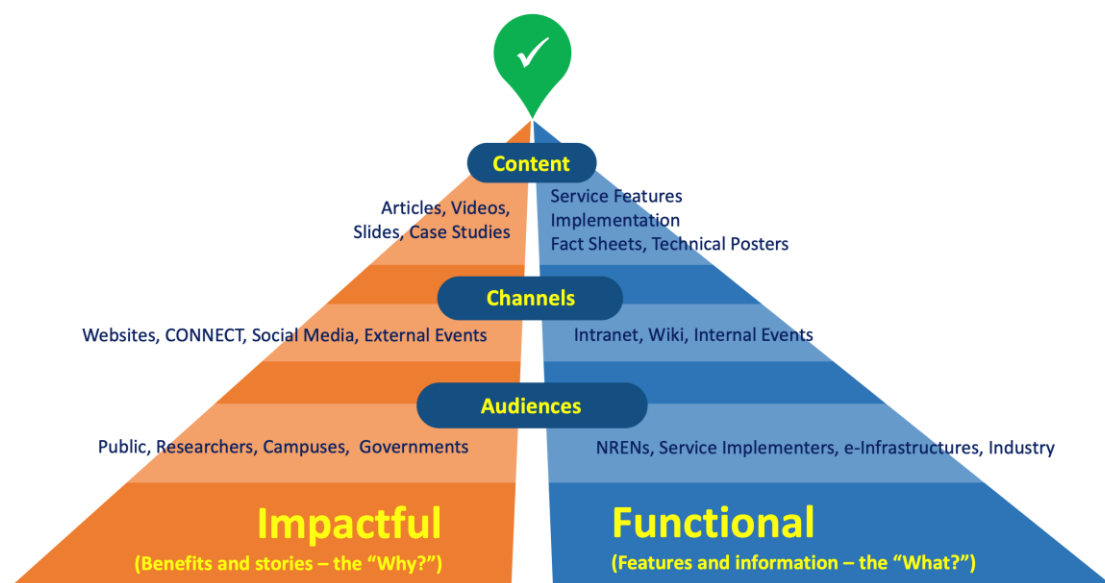 Content
Articles, Videos,
Slides, Case Studies
Service Features
Implementation
Fact Sheets, Technical Posters
Channels
Websites, CONNECT, Social Media, External Events
Intranet, Wiki, Internal Events
Audiences
Public, Researchers, Campuses, Governments
NRENs, Service Implementers, e-Infrastructures, Industry
Impactful
(Benefits and stories – the “Why?”)
Functional
(Features and information – the “What?”)